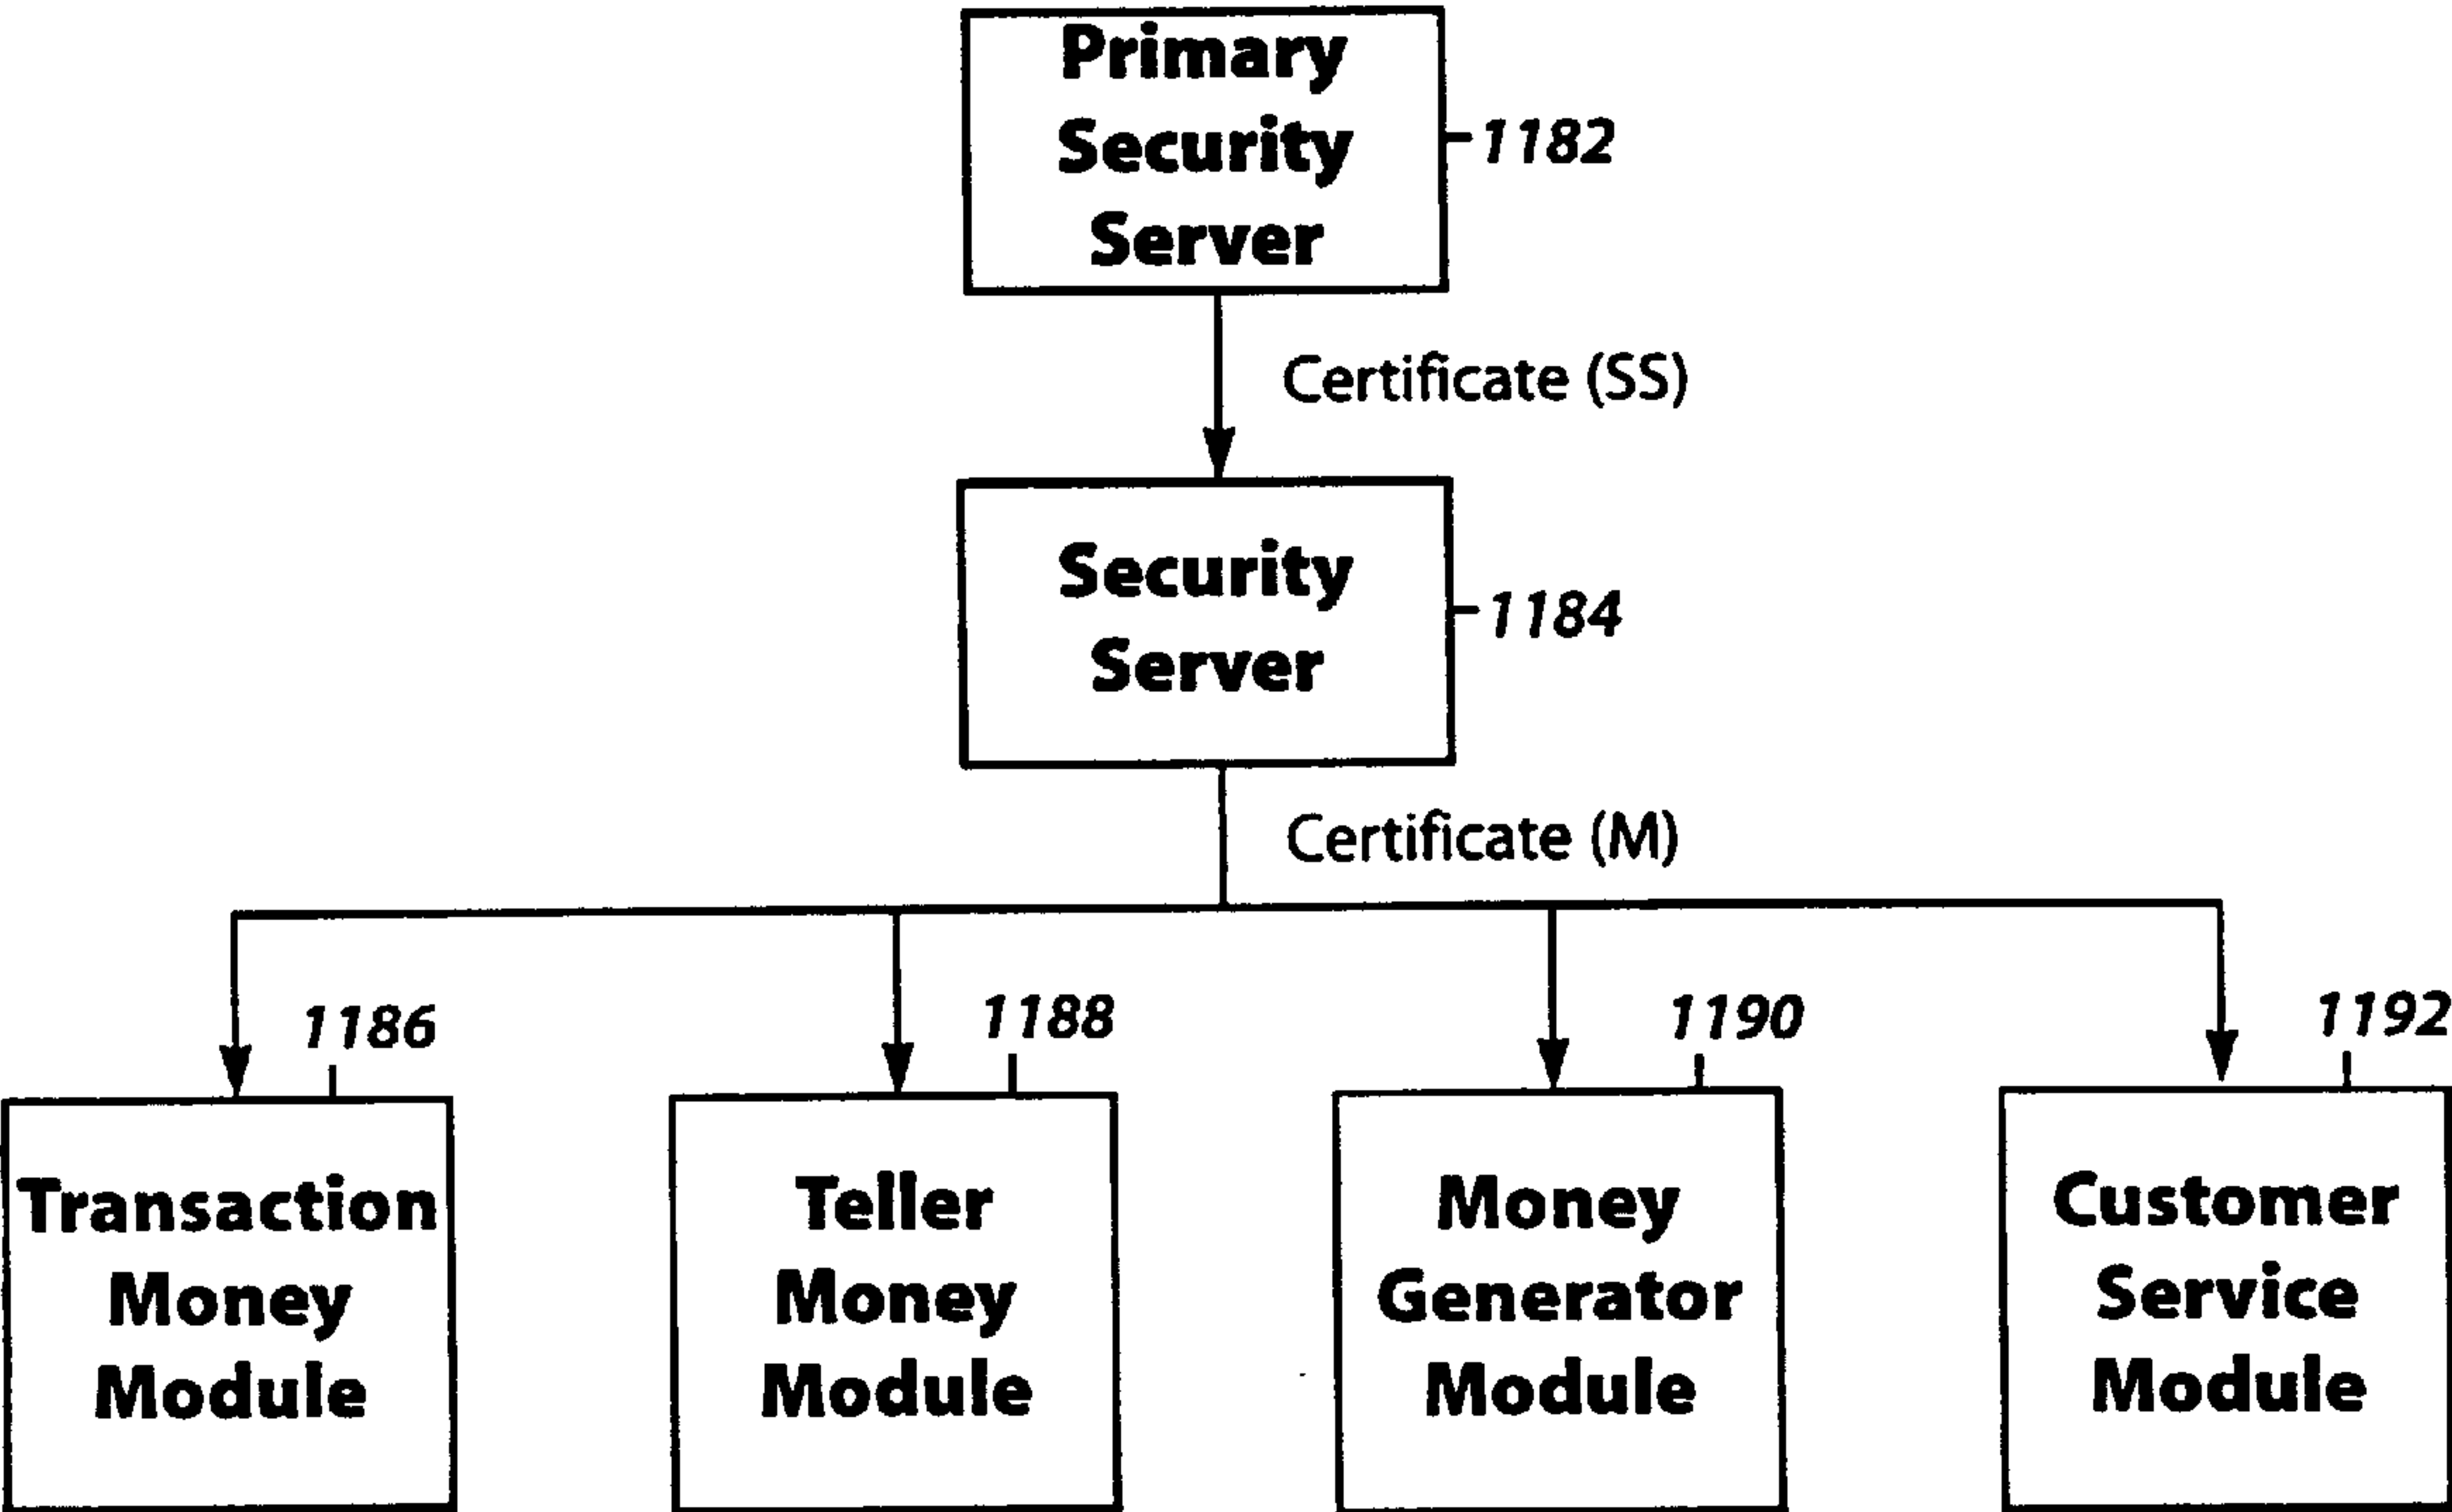 Primary
Security
Server
1182
Certificate (SS)
Security
Server
1184
Certificate (M)
1186
1188
1190
1192
Transaction
Money
Module
Teller
Money
Module
Money
Generator
Module
Customer
Service
Module